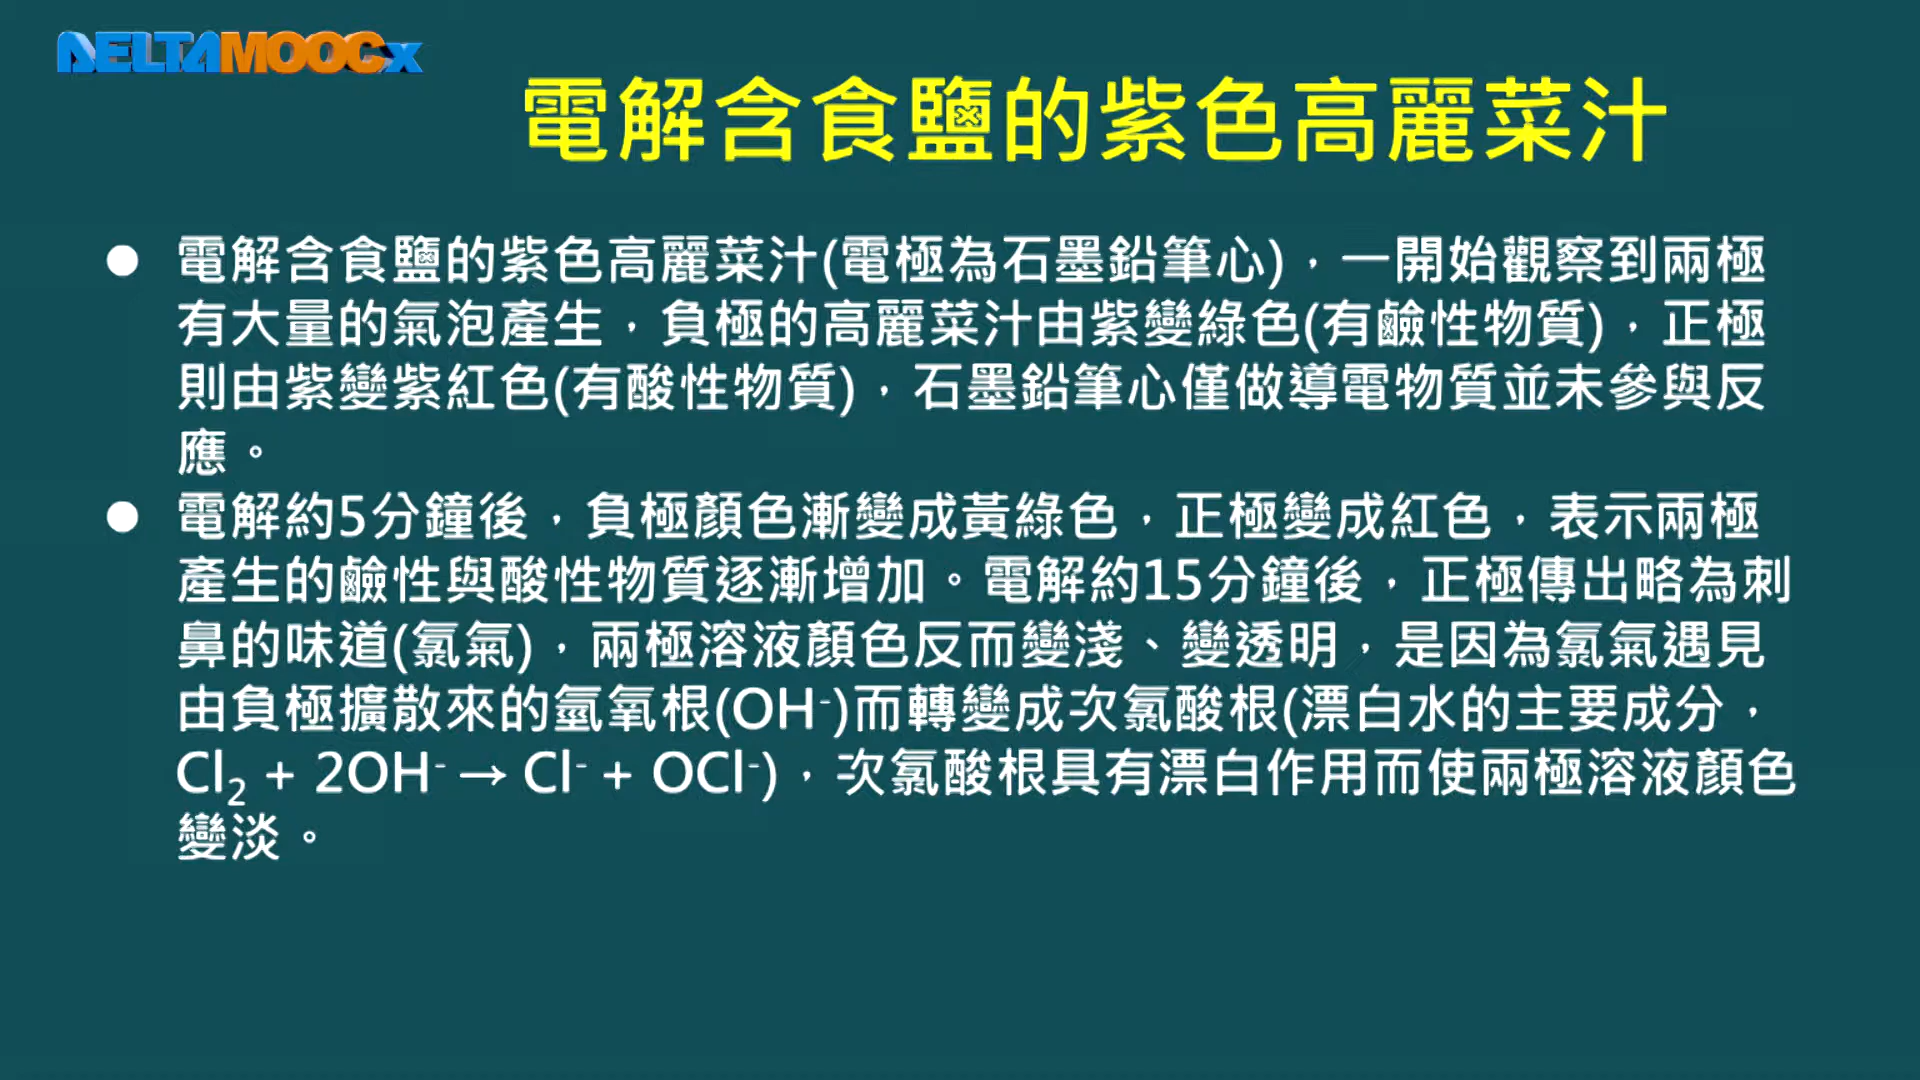 DELTAMOOCx
電解含食鹽的紫色高麗菜汁
● 電解含食鹽的紫色高麗菜汁(電極為石墨鉛筆心)，一開始觀察到兩極
有大量的氣泡產生，負極的高麗菜汁由紫變綠色(有鹼性物質)，正極
則由紫變紫紅色(有酸性物質)，石墨鉛筆心僅做導電物質並未參與反
應。
● 電解約5分鐘後，負極顏色漸變成黃綠色，正極變成紅色，表示兩極
產生的鹼性與酸性物質逐漸增加。電解約15分鐘後，正極傳出略為刺
鼻的味道(氯氣)，兩極溶液顏色反而變淺、變透明，是因為氯氣遇見
由負極擴散來的氫氧根(OH⁻)而轉變成次氯酸根(漂白水的主要成分，
Cl₂ + 2OH⁻ → Cl⁻ + OCl⁻)，次氯酸根具有漂白作用而使兩極溶液顏色
變淡。